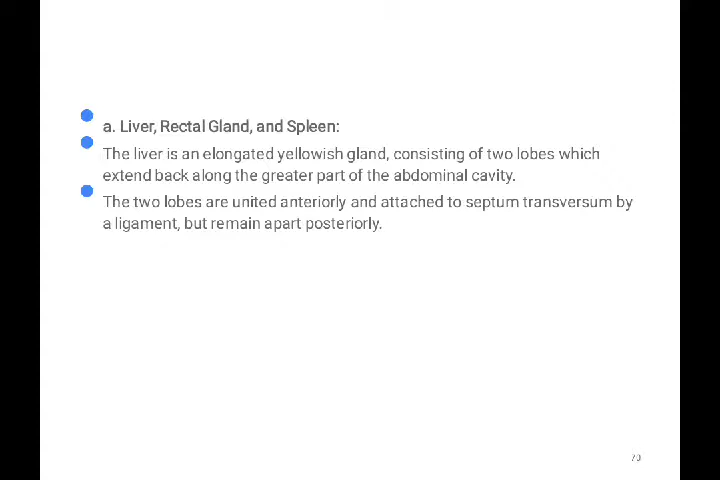 a. Liver, Rectal Gland, and Spleen:
The liver is an elongated yellowish gland, consisting of two lobes which
extend back along the greater part of the abdominal cavity.
The two lobes are united anteriorly and attached to septum transversum by
a ligament, but remain apart posteriorly.
70